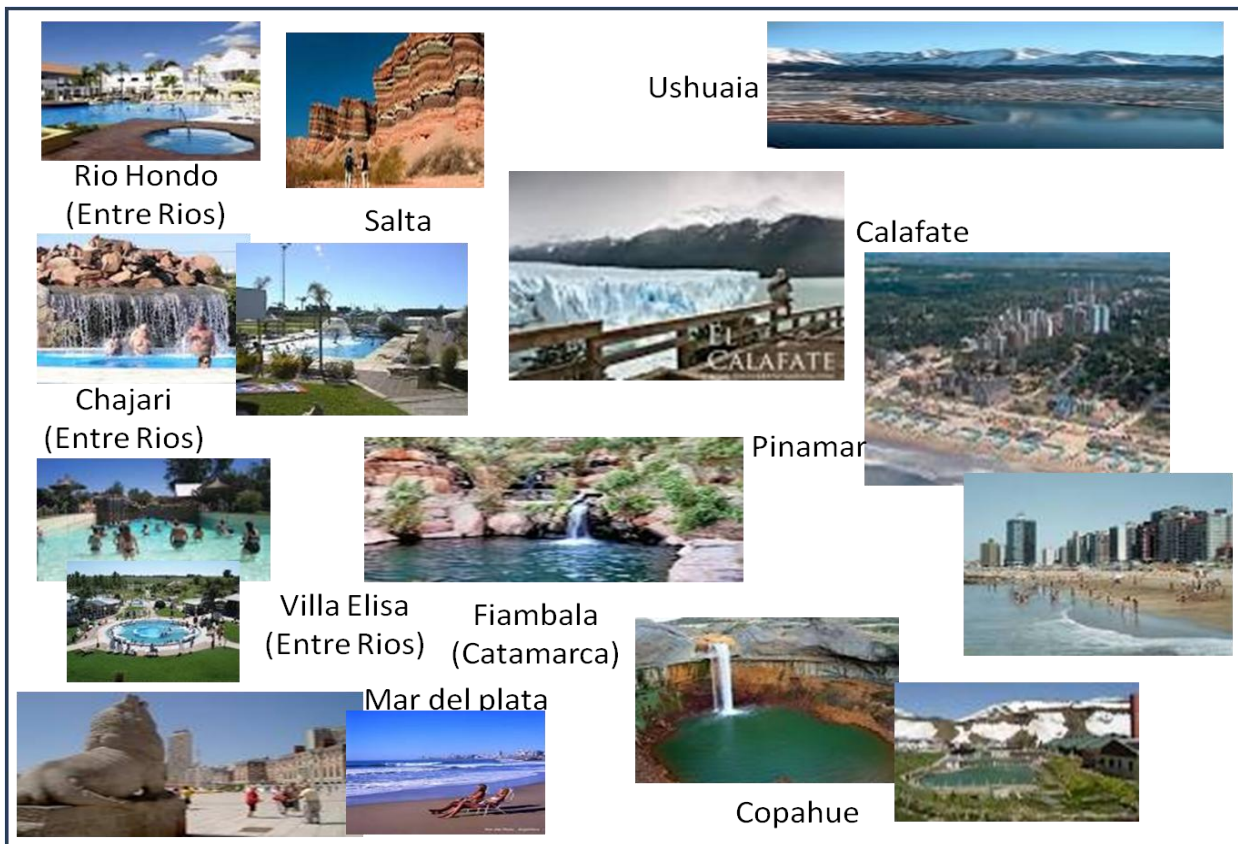 Ushuaia
Rio Hondo
(Entre Rios)
Salta
Calafate
EL
CALAFATE
Chajari
(Entre Rios)
Pinamar
Villa Elisa
(Entre Rios)
Fiambala
(Catamarca)
Mar del plata
Copahue